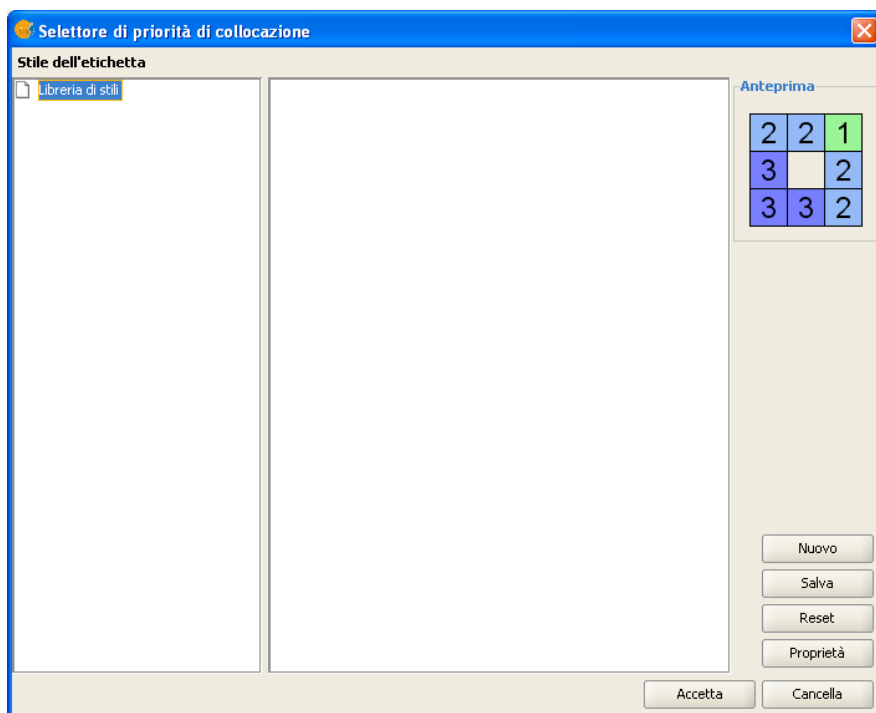 Selettore di priorità di collocazione
Stile dell'etichetta
Libreria di stili
Anteprima
2 2 1
3 2
3 3 2
Nuovo
Salva
Reset
Proprietà
Accetta Cancella